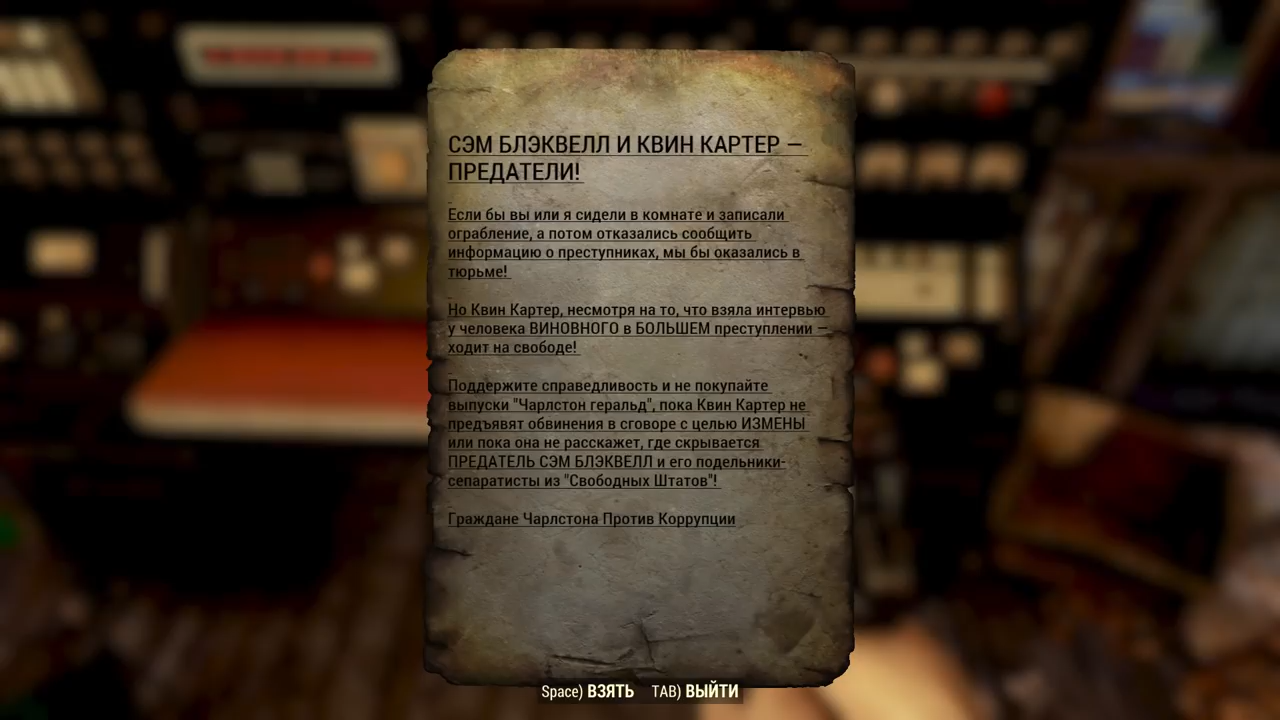 СЭМ БЛЭКВЕЛЛ И КВИН КАРТЕР —
ПРЕДАТЕЛИ!
Если бы вы или я сидели в комнате и записали
ограбление, а потом отказались сообщить
информацию о преступниках, мы бы оказались в
тюрьме!
Но Квин Картер, несмотря на то, что взяла интервью
у человека ВИНОВНОГО в БОЛЬШЕМ преступлении —
ходит на свободе!
Поддержите справедливость и не покупайте
выпуски "Чарлстон геральд", пока Квин Картер не
предъявят обвинения в сговоре с целью ИЗМЕНЫ
или пока она не расскажет, где скрывается
ПРЕДАТЕЛЬ СЭМ БЛЭКВЕЛЛ и его подельники-
сепаратисты из "Свободных Штатов"!
Граждане Чарлстона Против Коррупции
Space) ВЗЯТЬ TAB) ВЫЙТИ